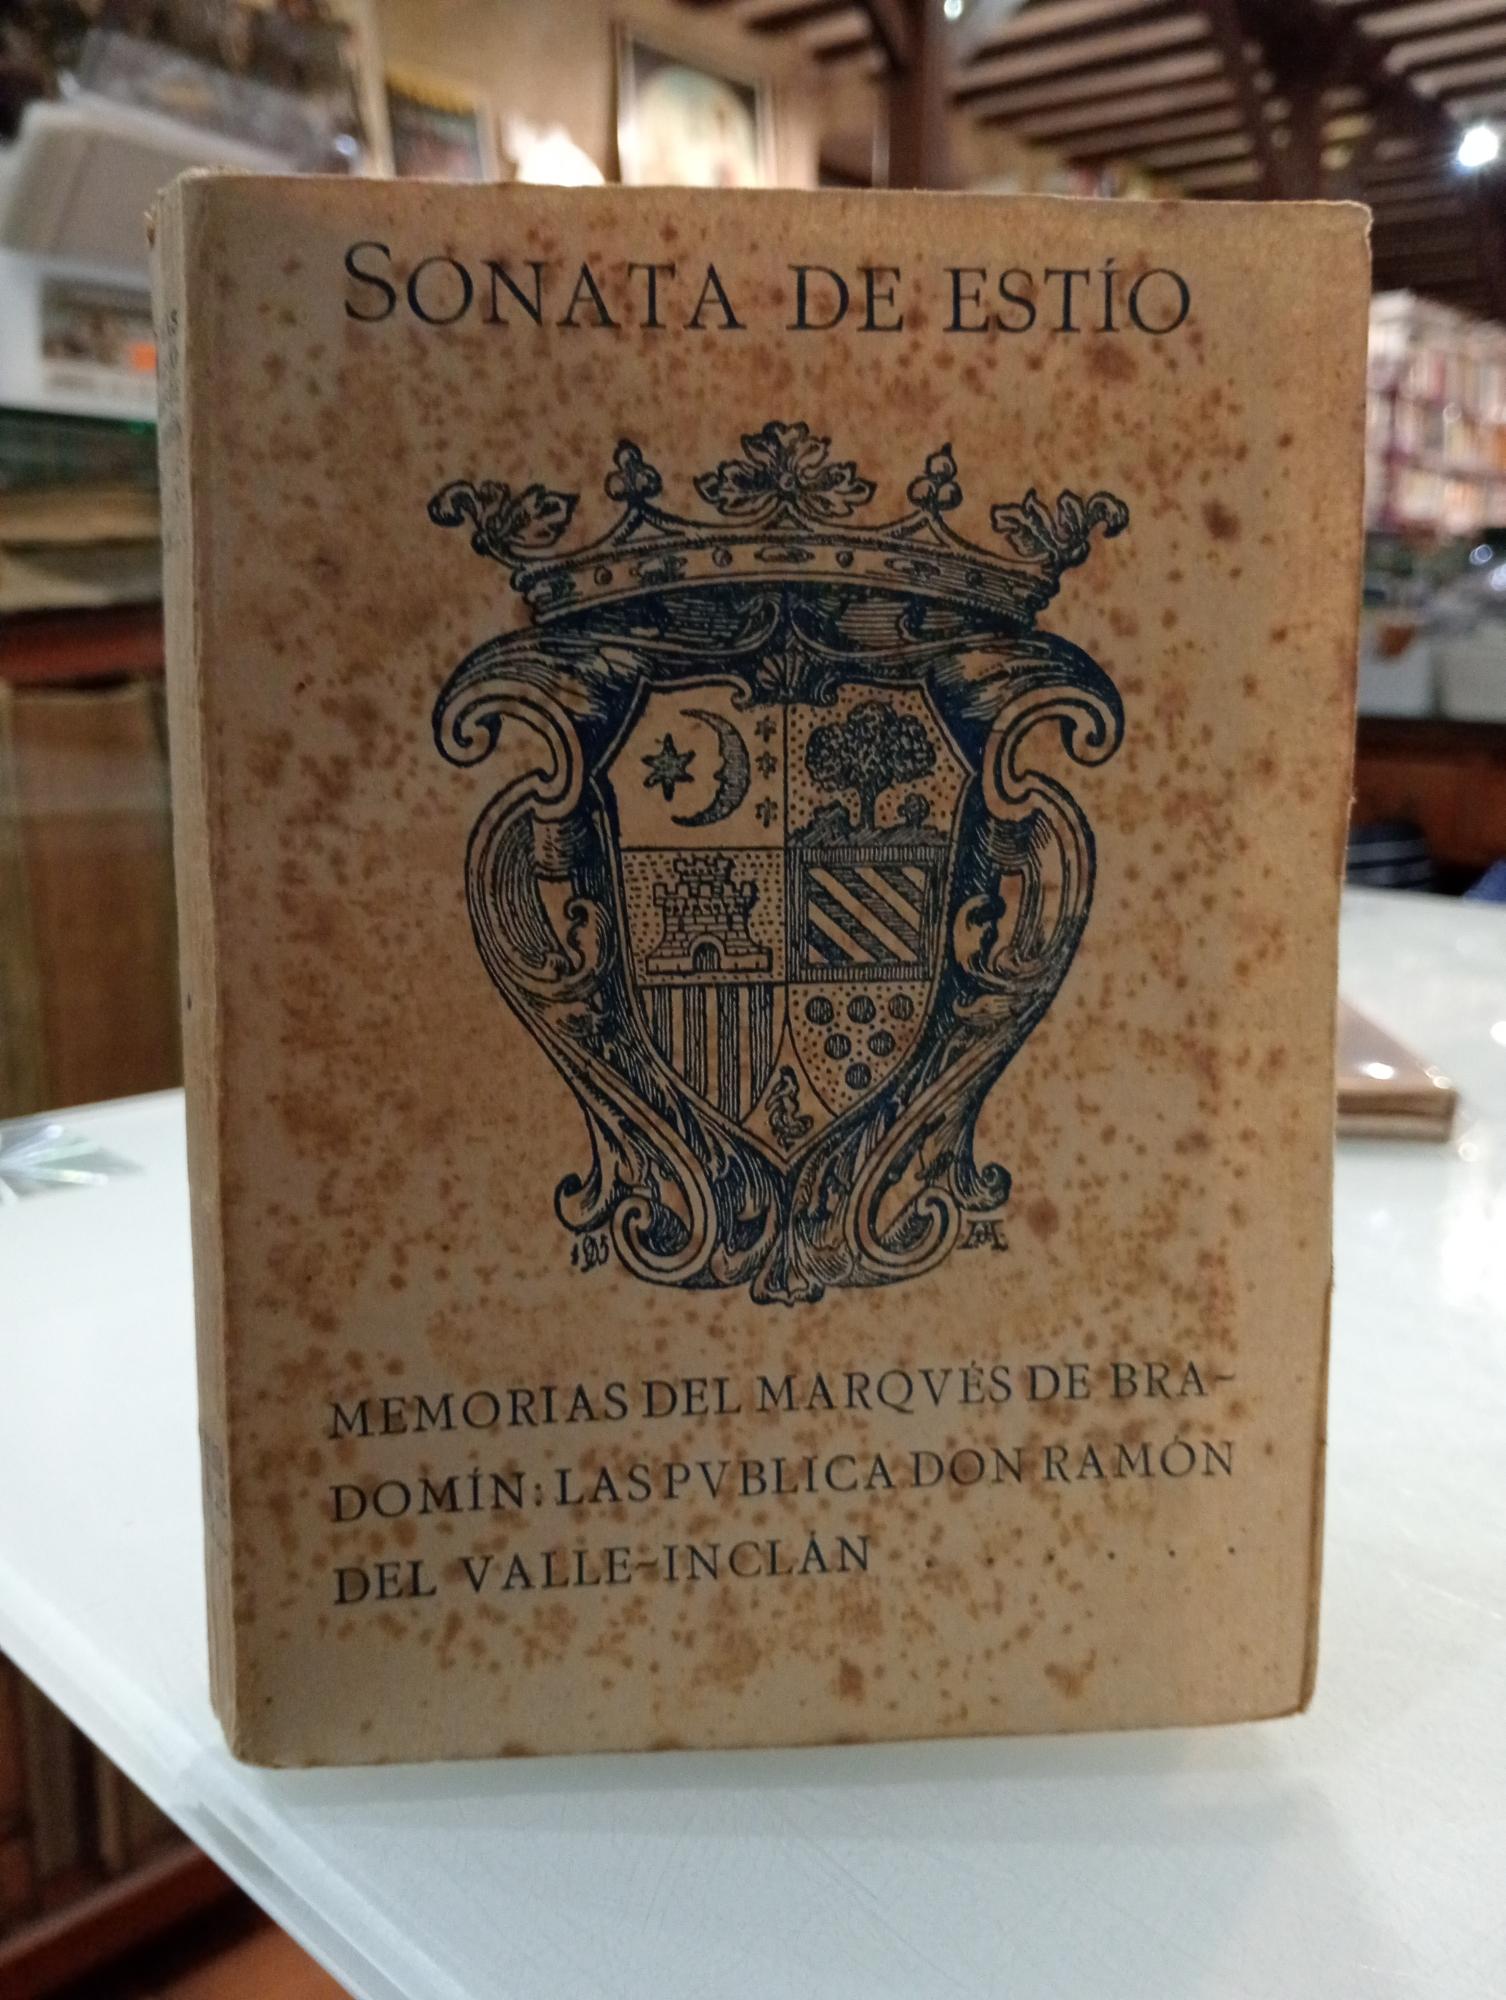 SONATA DE ESTÍO
MEMORIAS DEL MARQVÉS DE BRA-
DOMÍN: LAS PVBLICA DON RAMÓN
DEL VALLE-INCLÁN . . . . . .